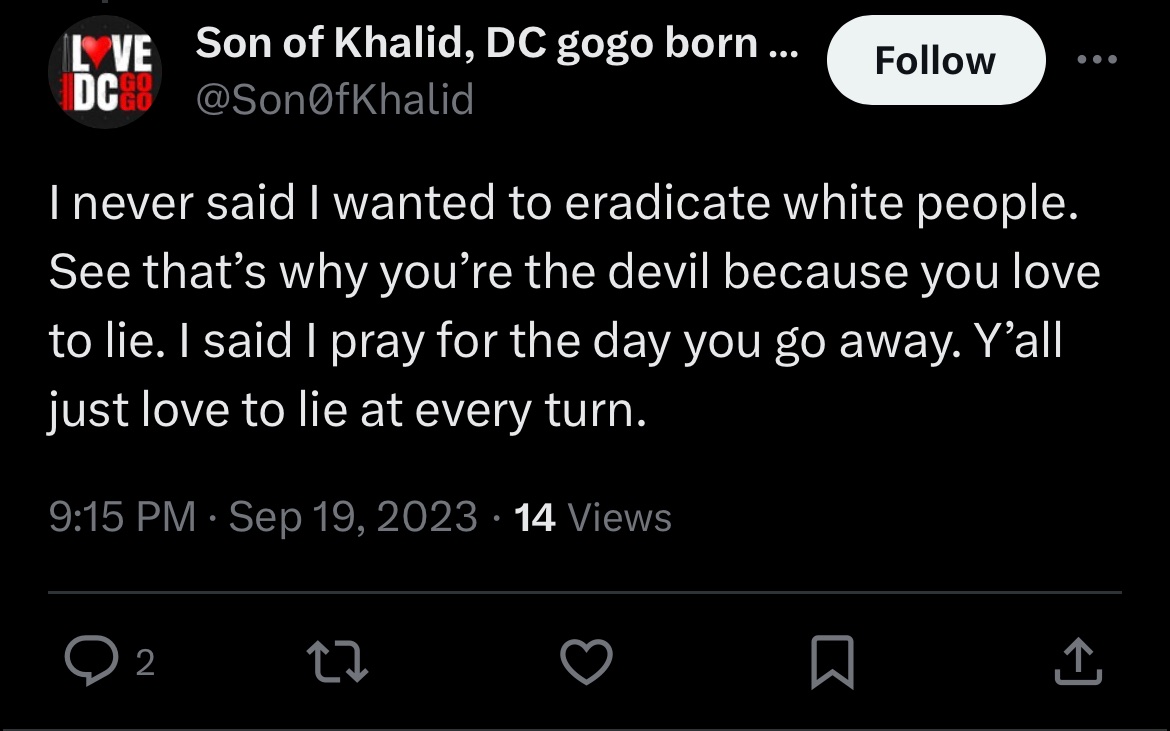 I LOVE
DC GO GO
Son of Khalid, DC gogo born ...
Follow
@Son0fKhalid
I never said I wanted to eradicate white people.
See that’s why you’re the devil because you love
to lie. I said I pray for the day you go away. Y’all
just love to lie at every turn.
9:15 PM · Sep 19, 2023 · 14 Views
2